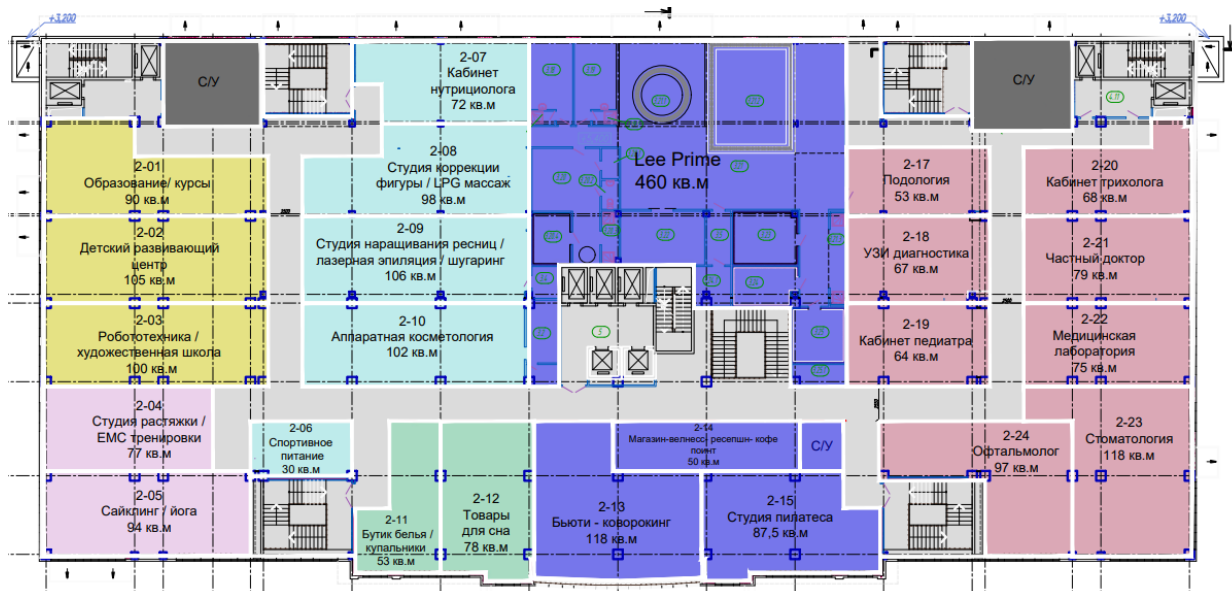 +3,200
+3,200
С/У
2-07
Кабинет
нутрициолога
72 кв.м
С/У
2-01
Образование/ курсы
90 кв.м
2-08
Студия коррекции
фигуры / LPG массаж
98 кв.м
Lee Prime
460 кв.м
2-17
Подология
53 кв.м
2-20
Кабинет трихолога
68 кв.м
2-02
Детский развивающий
центр
105 кв.м
2-09
Студия наращивания ресниц /
лазерная эпиляция / шугаринг
106 кв.м
2-18
УЗИ диагностика
67 кв.м
2-21
Частный доктор
79 кв.м
2-03
Робототехника /
художественная школа
100 кв.м
2-10
Аппаратная косметология
102 кв.м
5
2-19
Кабинет педиатра
64 кв.м
2-22
Медицинская
лаборатория
75 кв.м
2-04
Студия растяжки /
ЕМС тренировки
77 кв.м
2-06
Спортивное
питание
30 кв.м
2-14
Магазин-велнесс- ресепшн- кофе
поинт
50 кв.м
С/У
2-24
Офтальмолог
97 кв.м
2-23
Стоматология
118 кв.м
2-05
Сайклинг / йога
94 кв.м
2-11
Бутик белья /
купальники
53 кв.м
2-12
Товары
для сна
78 кв.м
2-13
Бьюти - коворокинг
118 кв.м
2-15
Студия пилатеса
87,5 кв.м